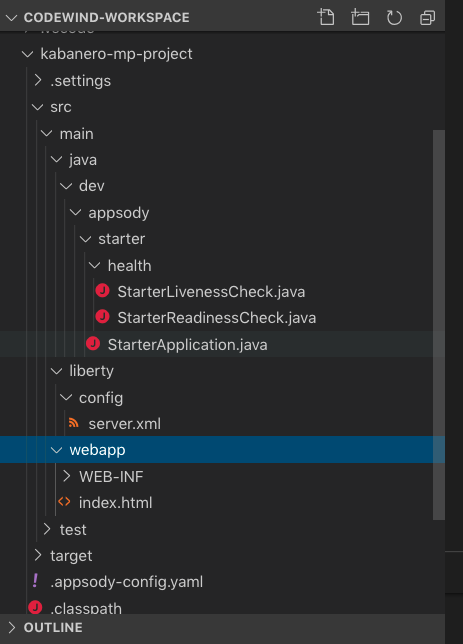 CODEWIND-WORKSPACE
kabanero-mp-project
.settings
src
main
java
dev
appsody
starter
health
StarterLivenessCheck.java
StarterReadinessCheck.java
StarterApplication.java
liberty
config
server.xml
webapp
WEB-INF
index.html
test
target
.appsody-config.yaml
.classpath
OUTLINE